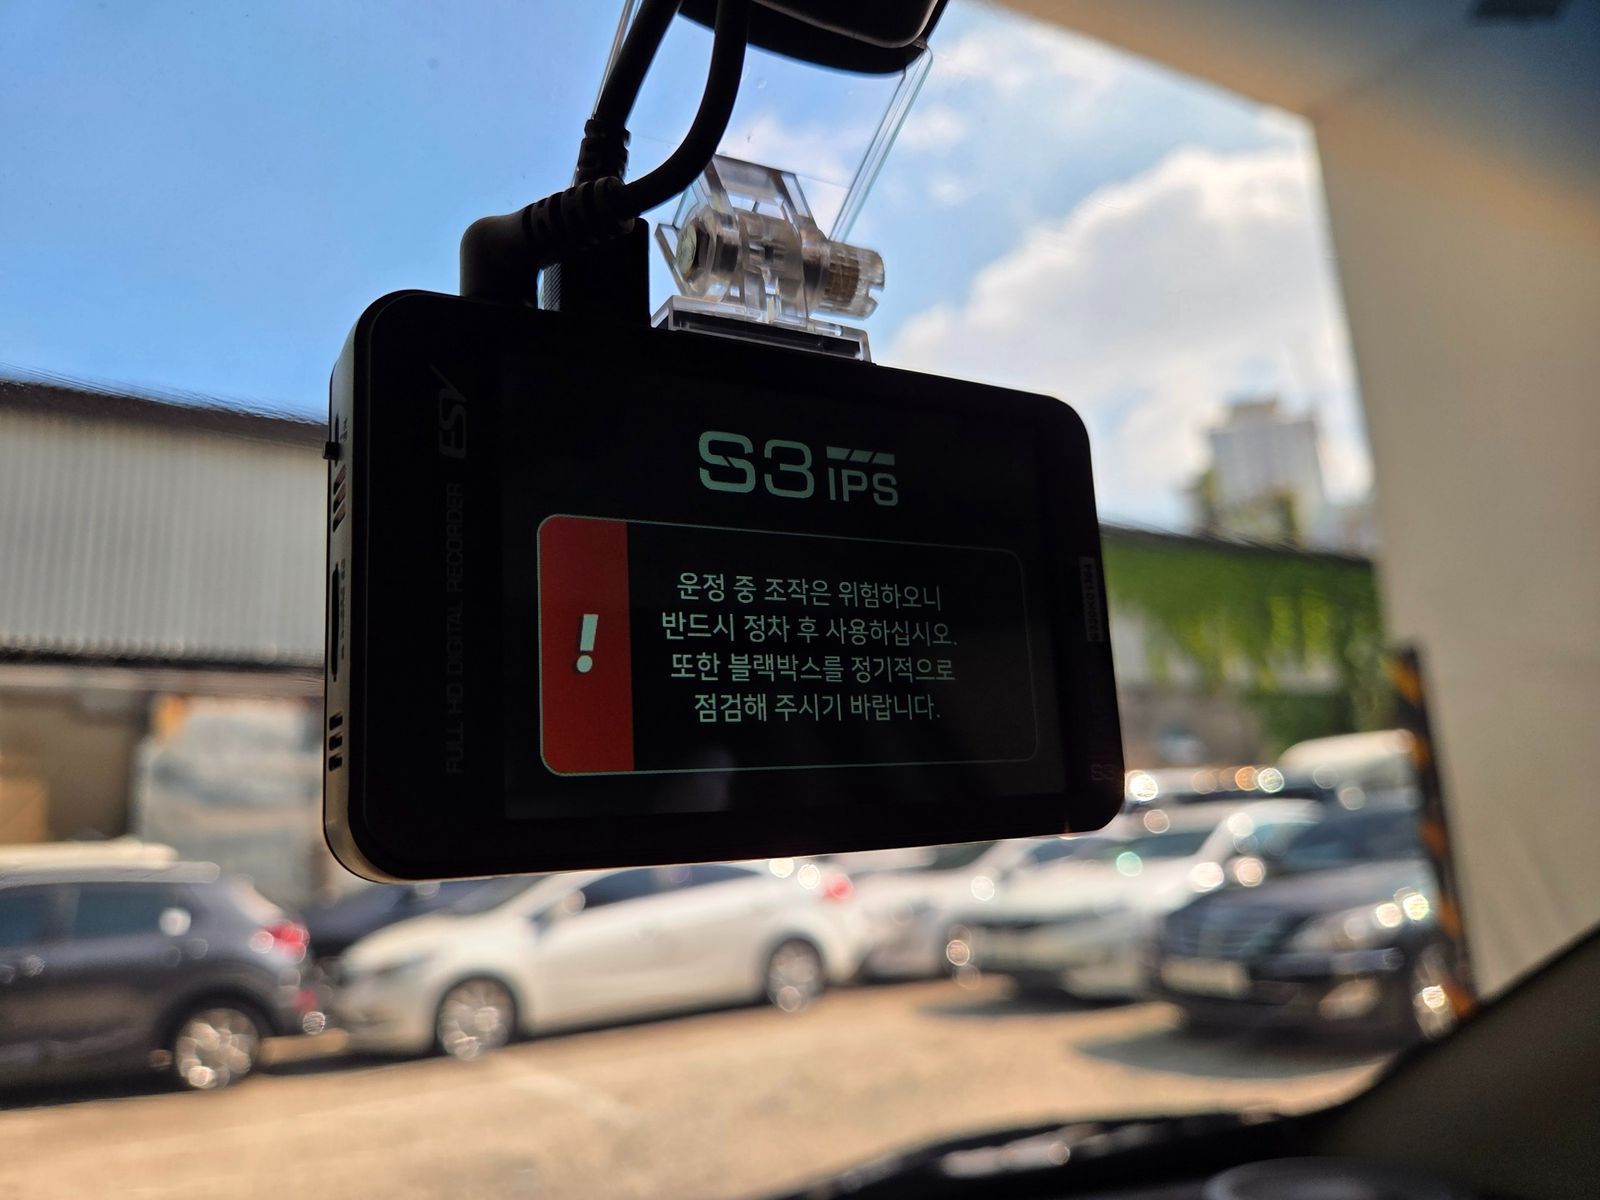 ESV
FULL HD DIGITAL RECORDER
S3 IPS
!
운정 중 조작은 위험하오니
반드시 정차 후 사용하십시오.
또한 블랙박스를 정기적으로
점검해 주시기 바랍니다.
S3